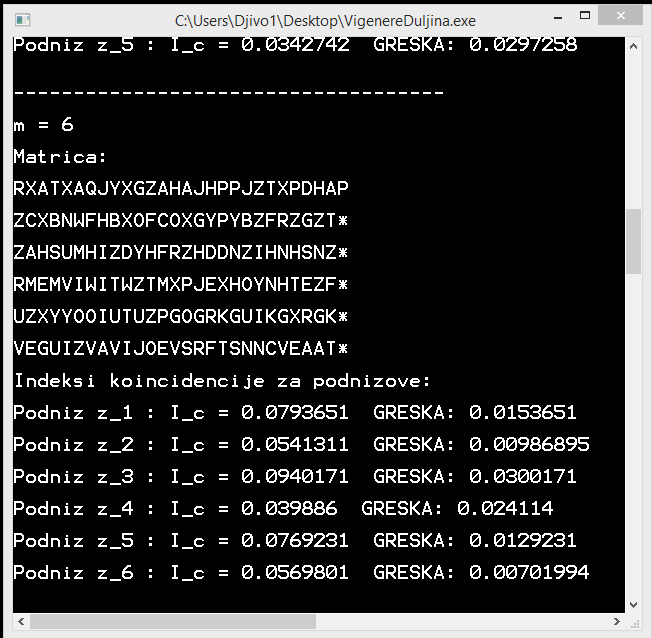 C:\Users\Djivo1\Desktop\VigenereDuljina.exe
Podniz z_5 : I_c = 0.0342742  GRESKA: 0.0297258
------------------------------------
m = 6
Matrica:
RXATXAQJYXGZAHAJHPPJZTXPDHAP
ZCXBNWFHBXOFCOXGYPYBZFRZGZT*
ZAHSUMHIZDYHFRZHDDNZIHNHSNZ*
RMEMVIWITWZTMXPJEXHOYNHTEZF*
UZXYYOOIUTUZPGOGRKGUIKGXRGK*
VEGUIZVAVIJOEVSRFTSNNCVEAAT*
Indeksi koincidencije za podnizove:
Podniz z_1 : I_c = 0.0793651  GRESKA: 0.0153651
Podniz z_2 : I_c = 0.0541311  GRESKA: 0.00986895
Podniz z_3 : I_c = 0.0940171  GRESKA: 0.0300171
Podniz z_4 : I_c = 0.039886  GRESKA: 0.024114
Podniz z_5 : I_c = 0.0769231  GRESKA: 0.0129231
Podniz z_6 : I_c = 0.0569801  GRESKA: 0.00701994